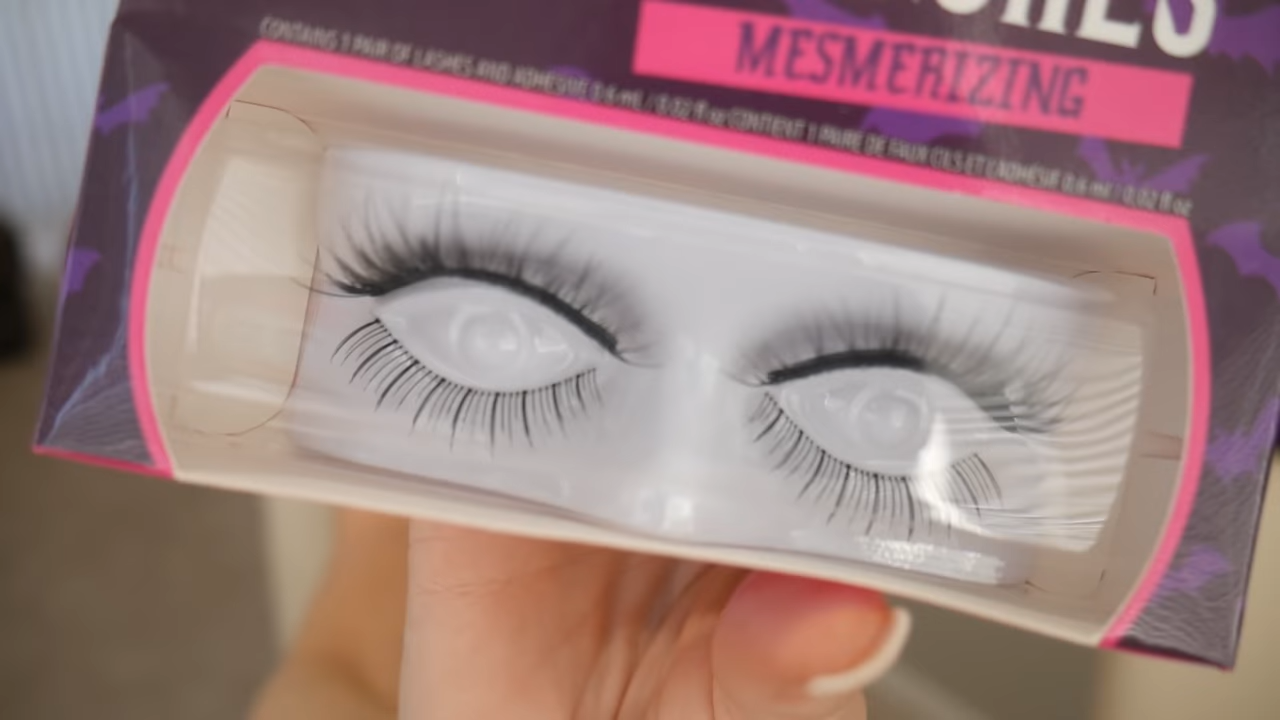 MESMERIZING
CONTAINS 1 PAIR OF LASHES AND ADHESIVE 0.6 mL / 0.02 fl oz CONTIENT 1 PAIRE DE FAUX CILS ET L'ADHÉSIF 0.6 mL / 0.02 fl oz